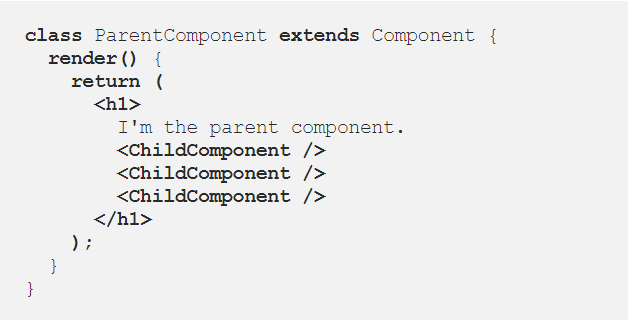 class ParentComponent extends Component {
  render() {
    return (
      <h1>
        I'm the parent component.
        <ChildComponent />
        <ChildComponent />
        <ChildComponent />
      </h1>
    );
  }
}